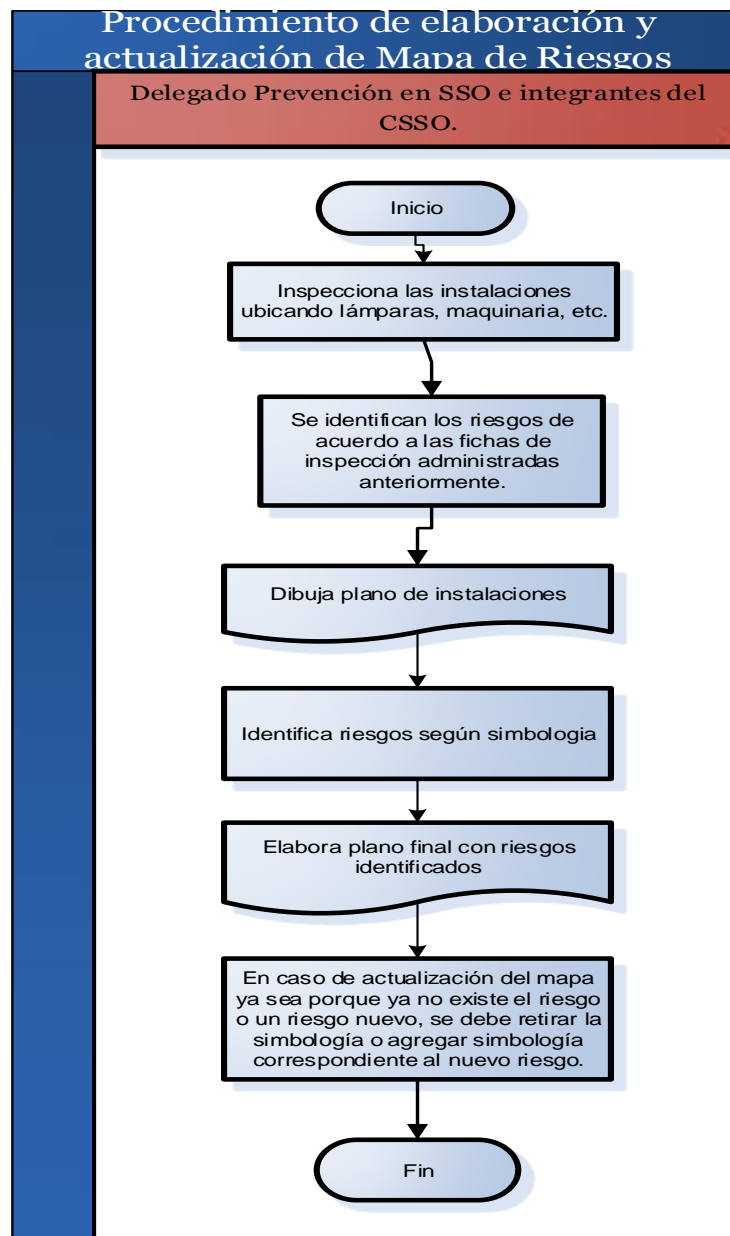 Procedimiento de elaboración y
actualización de Mapa de Riesgos
Delegado Prevención en SSO e integrantes del
CSSO.
Inicio
Inspecciona las instalaciones
ubicando lámparas, maquinaria, etc.
Se identifican los riesgos de
acuerdo a las fichas de
inspección administradas
anteriormente.
Dibuja plano de instalaciones
Identifica riesgos según simbologia
Elabora plano final con riesgos
identificados
En caso de actualización del mapa
ya sea porque ya no existe el riesgo
o un riesgo nuevo, se debe retirar la
simbología o agregar simbología
correspondiente al nuevo riesgo.
Fin